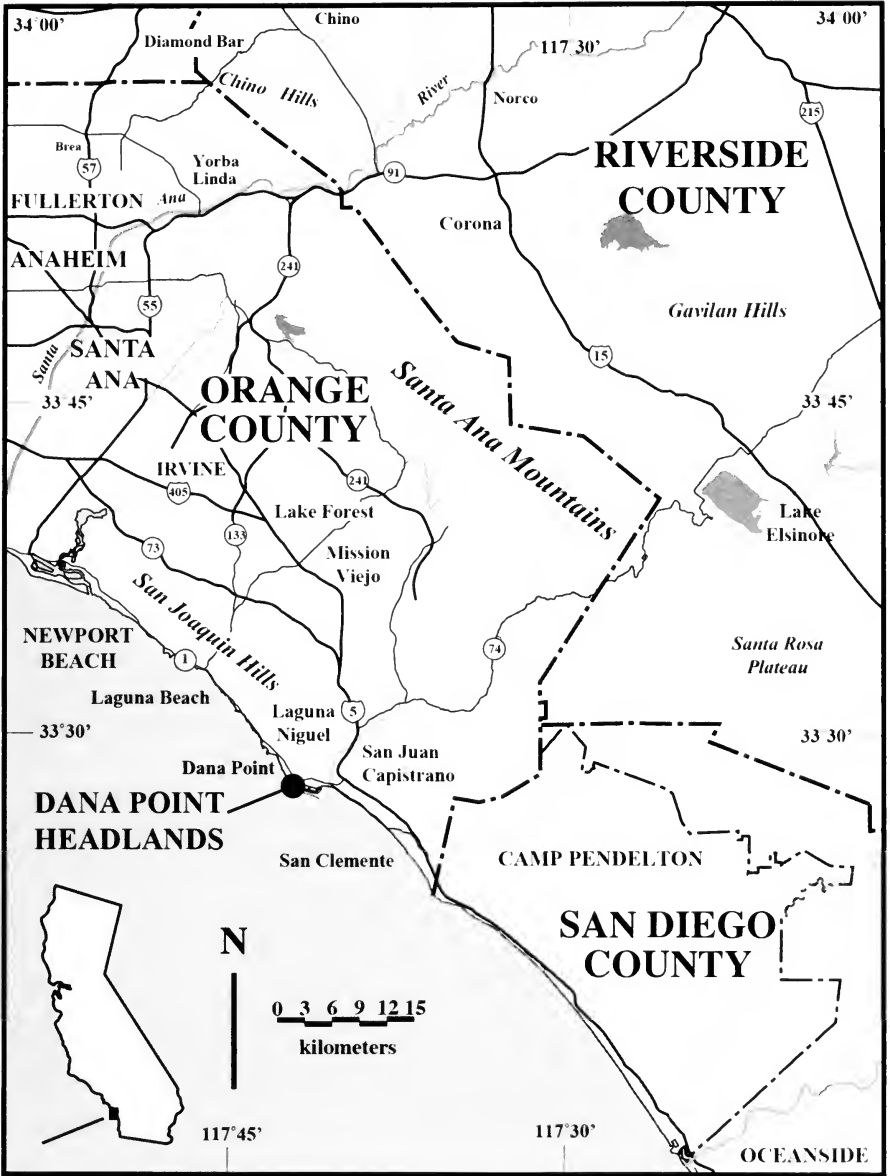 34°00'
Chino
34°00'
Diamond Bar
117°30'
Chino Hills
River
Norco
215
Brea
57
Yorba
Linda
91
RIVERSIDE
COUNTY
FULLERTON
Ana
Corona
ANAHEIM
241
55
Gavilan Hills
Santa
SANTA
ANA
15
ORANGE
COUNTY
Santa Ana Mountains
33°45'
33°45'
IRVINE
405
241
Lake Forest
Lake
Elsinore
133
73
Mission
Viejo
San Joaquin Hills
NEWPORT
BEACH
1
74
Santa Rosa
Plateau
Laguna Beach
Laguna
Niguel
5
33°30'
33°30'
San Juan
Capistrano
Dana Point
DANA POINT
HEADLANDS
San Clemente
CAMP PENDELTON
SAN DIEGO
COUNTY
N
0 3 6 9 12 15
kilometers
117°45'
117°30'
OCEANSIDE